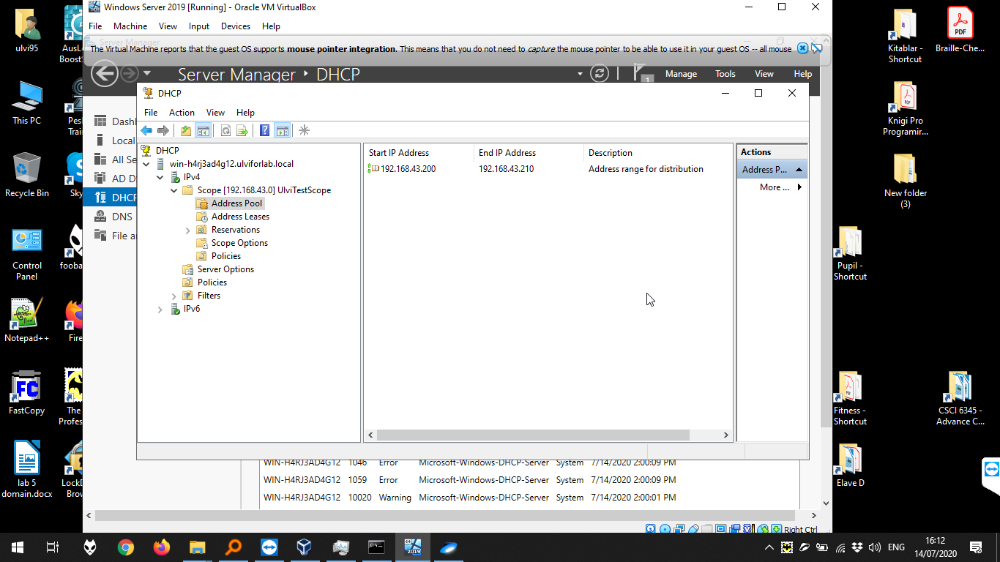 Windows Server 2019 [Running] - Oracle VM VirtualBox
File Machine View Input Devices Help
The Virtual Machine reports that the guest OS supports mouse pointer integration. This means that you do not need to capture the mouse pointer to be able to use it in your guest OS -- all mouse
Server Manager
Server Manager DHCP
1
Manage Tools View Help
DHCP
File Action View Help
Dash
Local
All Se
AD D
DHCP
DNS
File an
DHCP
win-h4rj3ad4g12.ulviforlab.local
IPv4
Scope [192.168.43.0] UlviTestScope
Address Pool
Address Leases
Reservations
Scope Options
Policies
Server Options
Policies
Filters
IPv6
Start IP Address End IP Address Description
192.168.43.200 192.168.43.210 Address range for distribution
Actions
Address P...
More ...
WIN-H4RJ3AD4G12 1046 Error Microsoft-Windows-DHCP-Server System 7/14/2020 2:00:09 PM
WIN-H4RJ3AD4G12 1059 Error Microsoft-Windows-DHCP-Server System 7/14/2020 2:00:09 PM
WIN-H4RJ3AD4G12 10020 Warning Microsoft-Windows-DHCP-Server System 7/14/2020 2:00:01 PM
Right Ctrl
ulvi95
AusL
Boost
This PC
Pesh
Train
Recycle Bin
Sky
Control
Panel
fooba
Notepad++
Fire
FC
FastCopy
The
Profes
lab 5
domain.docx
LockD
Brow
Kitablar -
Shortcut
PDF
Braille-Che...
Knigi Pro
Programir...
New folder
(3)
Pupil -
Shortcut
Fitness -
Shortcut
CSCI 6345 -
Advance C...
Elave D
2019
ENG
16:12
14/07/2020